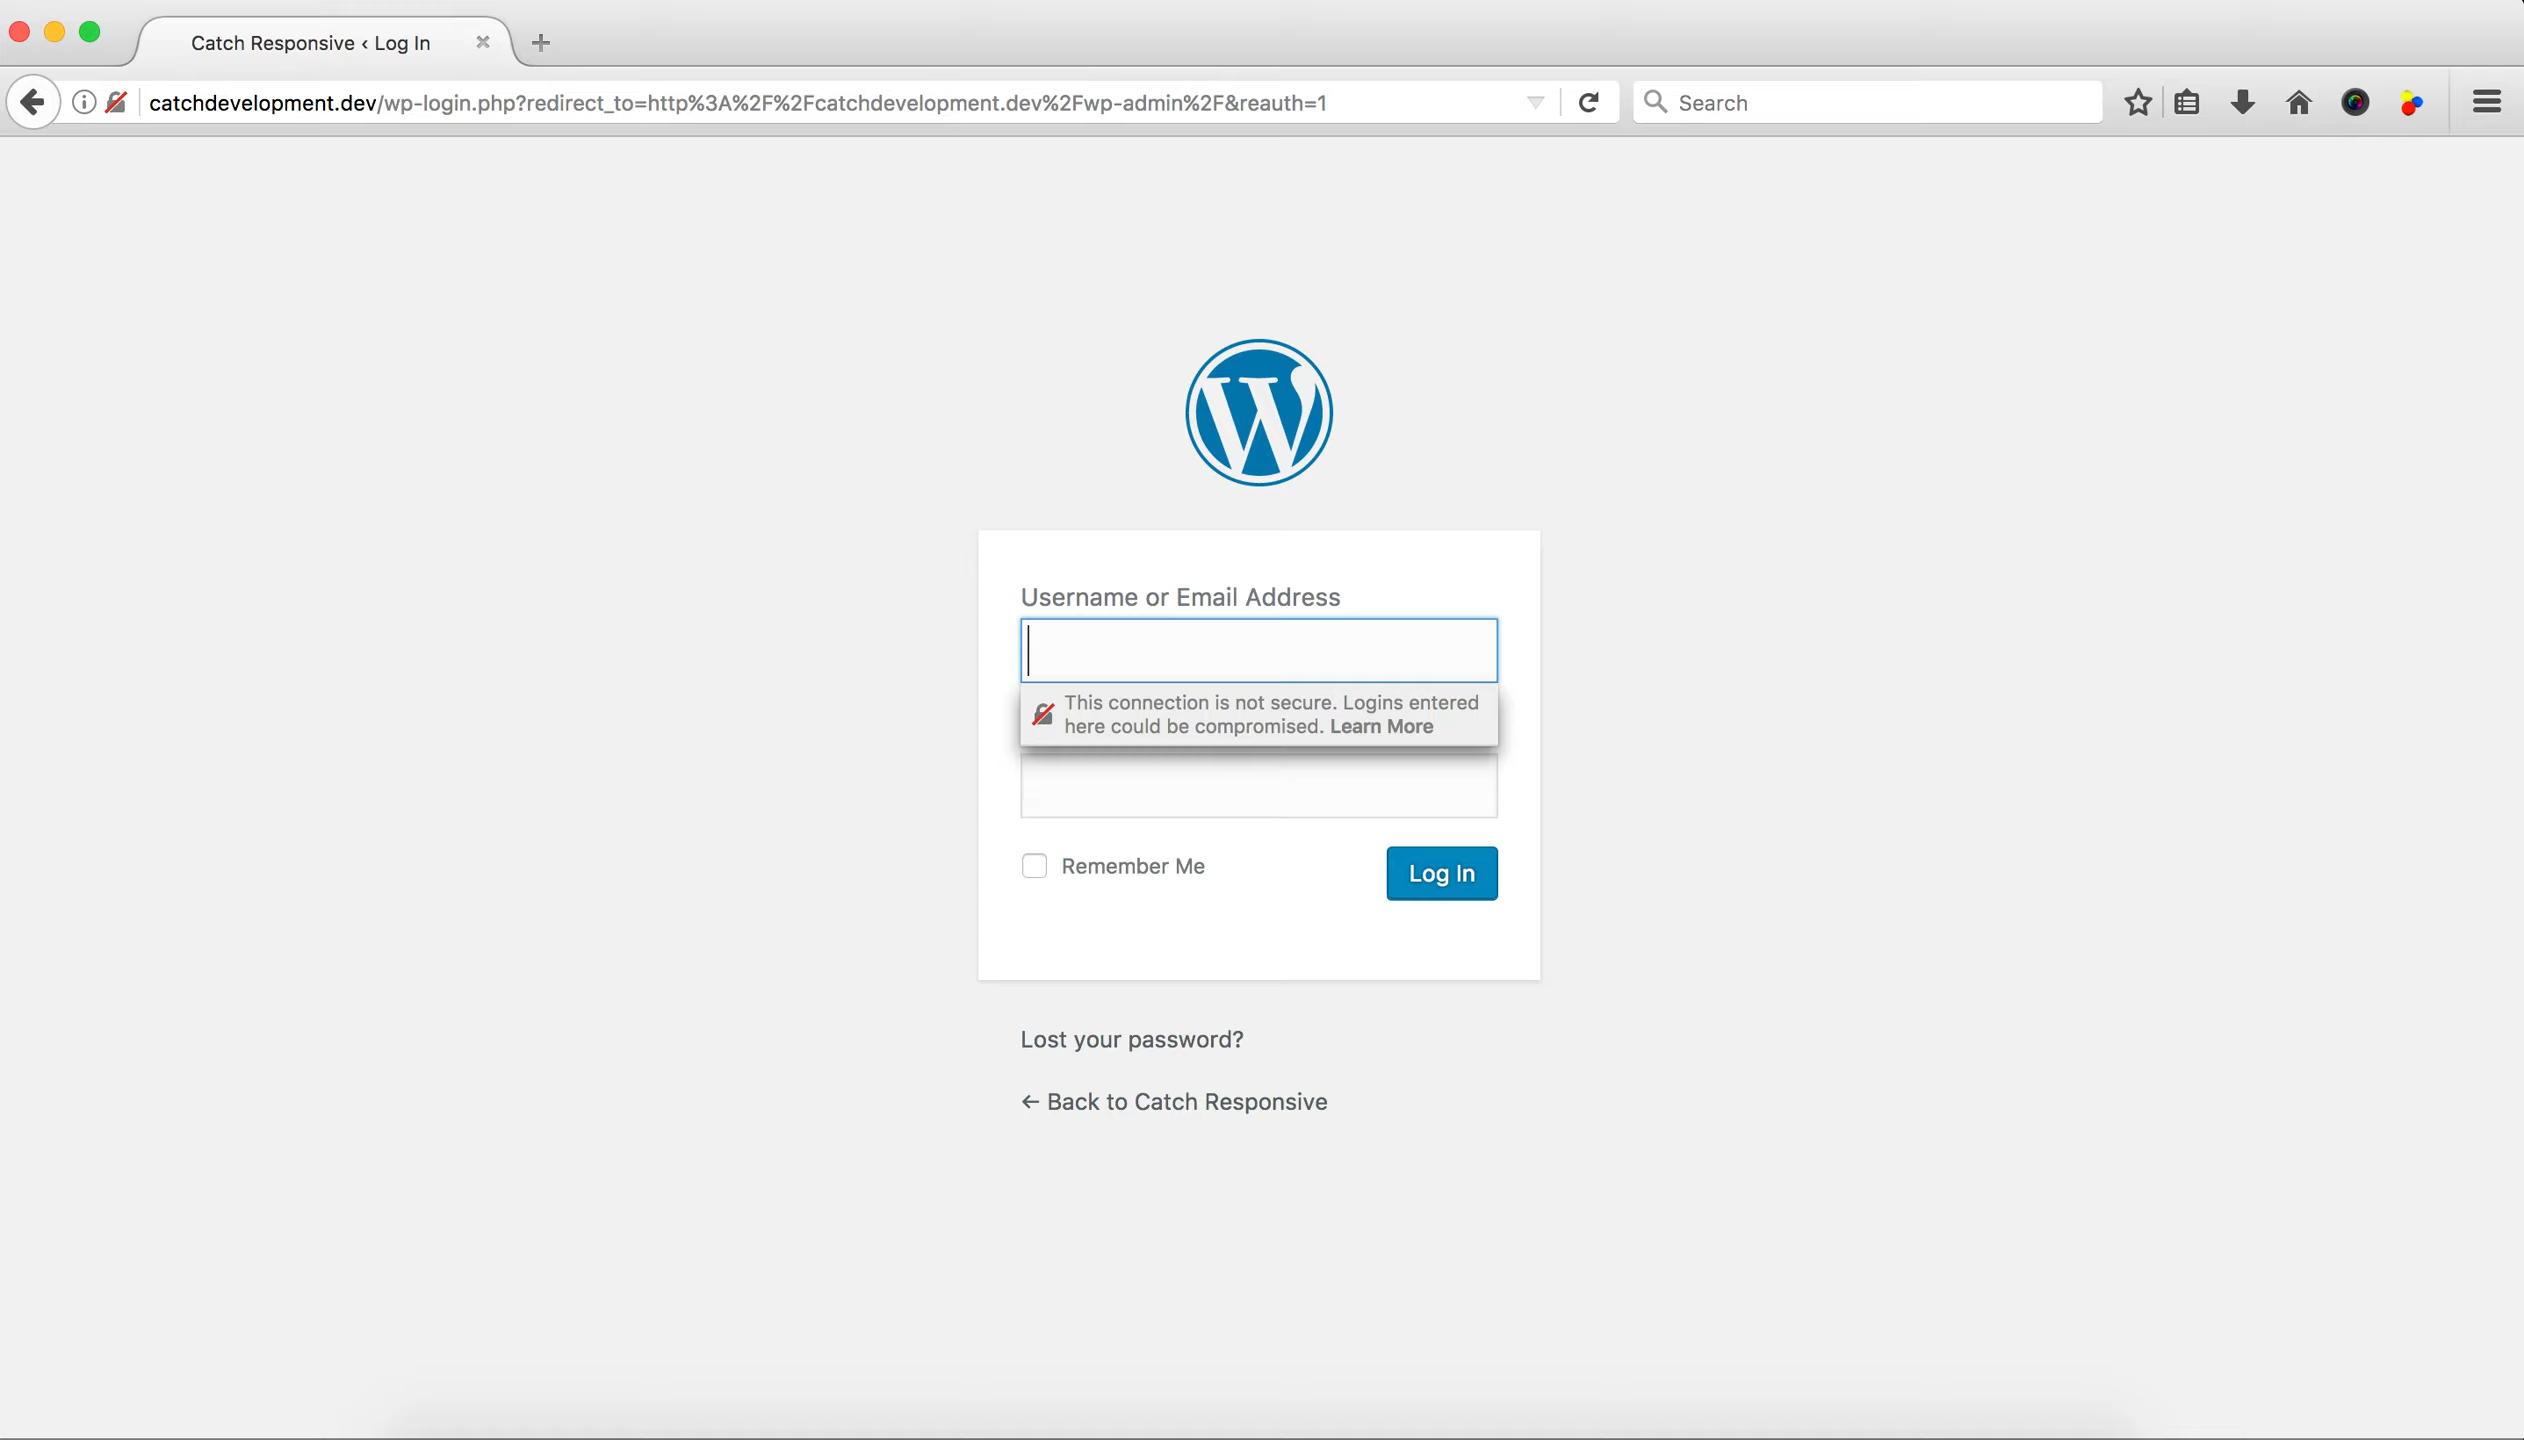 Catch Responsive ‹ Log In
catchdevelopment.dev/wp-login.php?redirect_to=http%3A%2F%2Fcatchdevelopment.dev%2Fwp-admin%2F&reauth=1
Search
Username or Email Address
This connection is not secure. Logins entered
here could be compromised. Learn More
Remember Me
Log In
Lost your password?
← Back to Catch Responsive